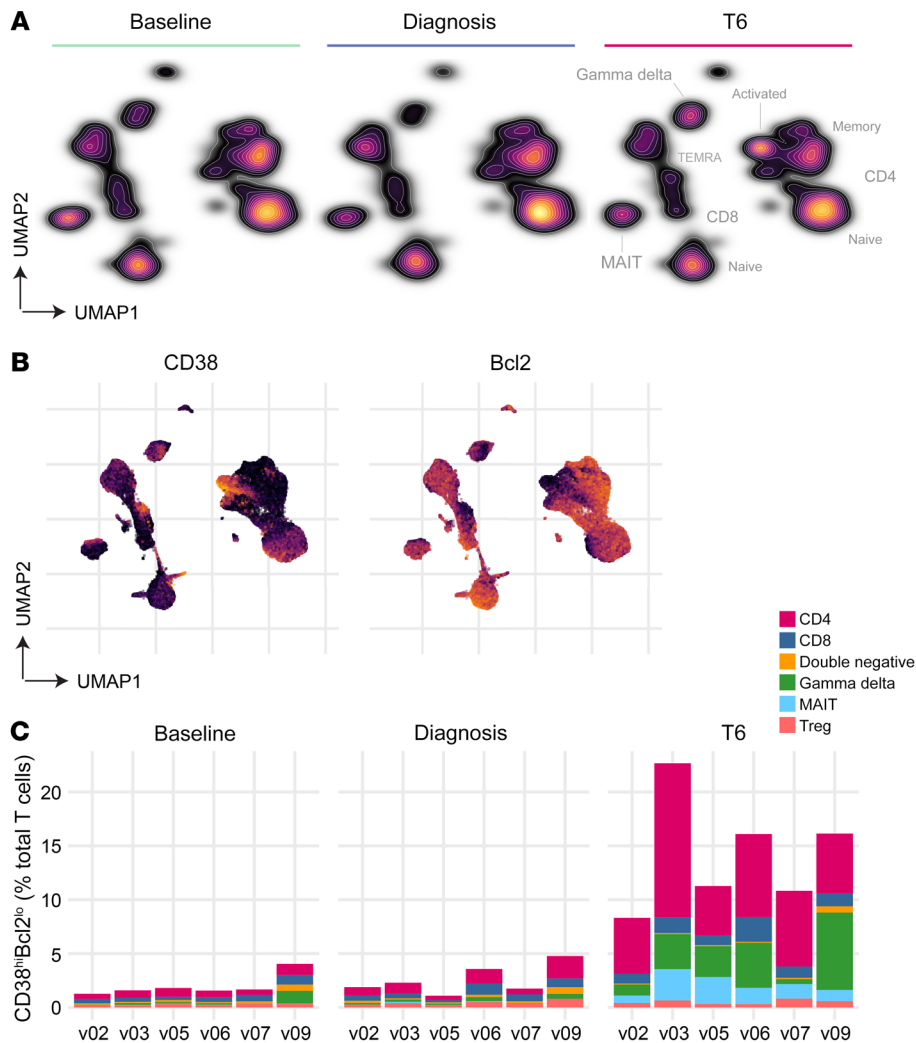 A
Baseline Diagnosis T6
Gamma delta
Activated
Memory
TEMRA
CD4
CD8
Naive
MAIT
Naive
UMAP2
UMAP1
B
CD38 Bcl2
UMAP2
UMAP1
CD4
CD8
Double negative
Gamma delta
MAIT
Treg
C
Baseline Diagnosis T6
CD38hiBcl2lo (% total T cells)
20
15
10
5
0
v02 v03 v05 v06 v07 v09 v02 v03 v05 v06 v07 v09 v02 v03 v05 v06 v07 v09